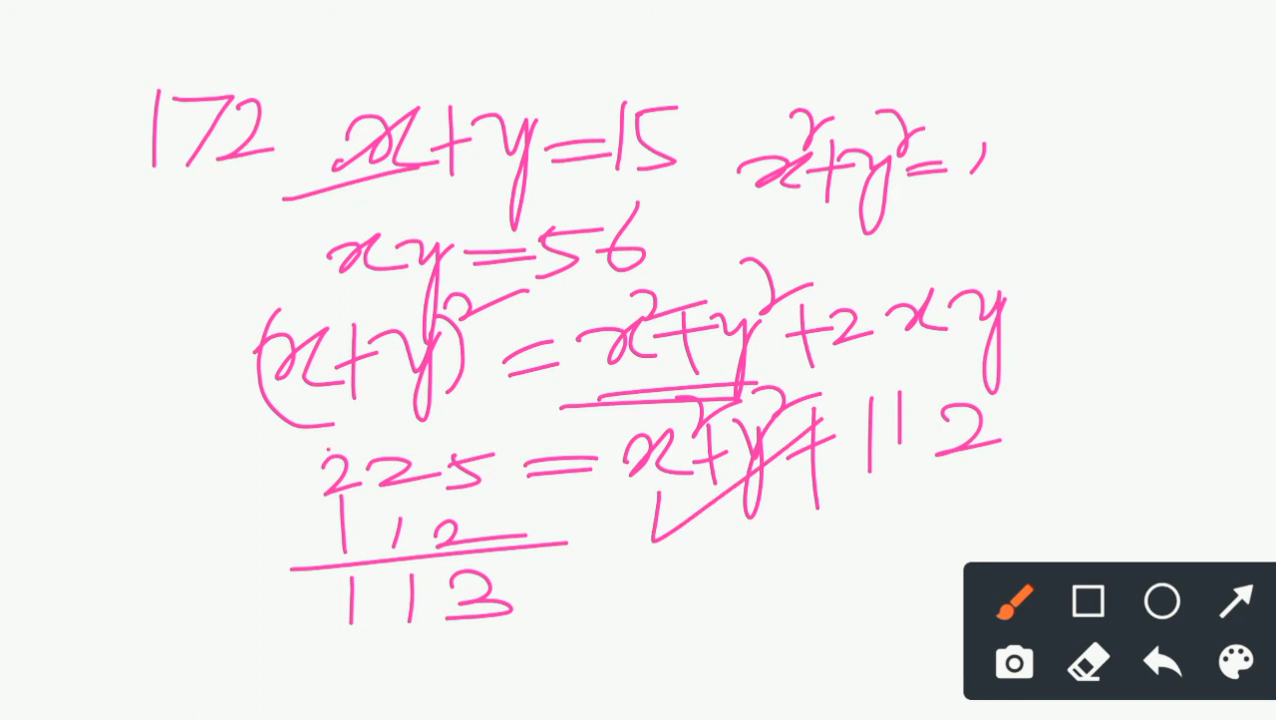 172 x+y=15 x²+y²=
xy=56
(x+y)² = x²+y²+2xy
225 = x²+y²+112
112
113